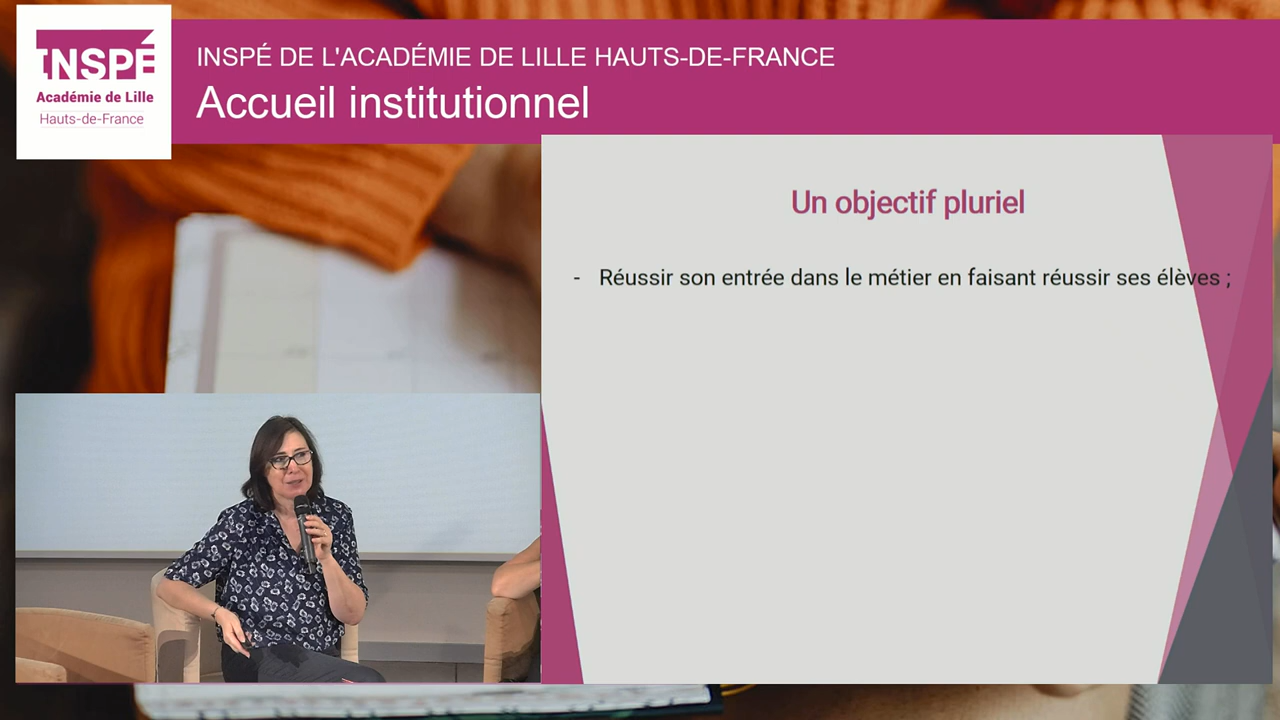 INSPÉ
Académie de Lille
Hauts-de-France
INSPÉ DE L'ACADÉMIE DE LILLE HAUTS-DE-FRANCE
Accueil institutionnel
Un objectif pluriel
- Réussir son entrée dans le métier en faisant réussir ses élèves ;